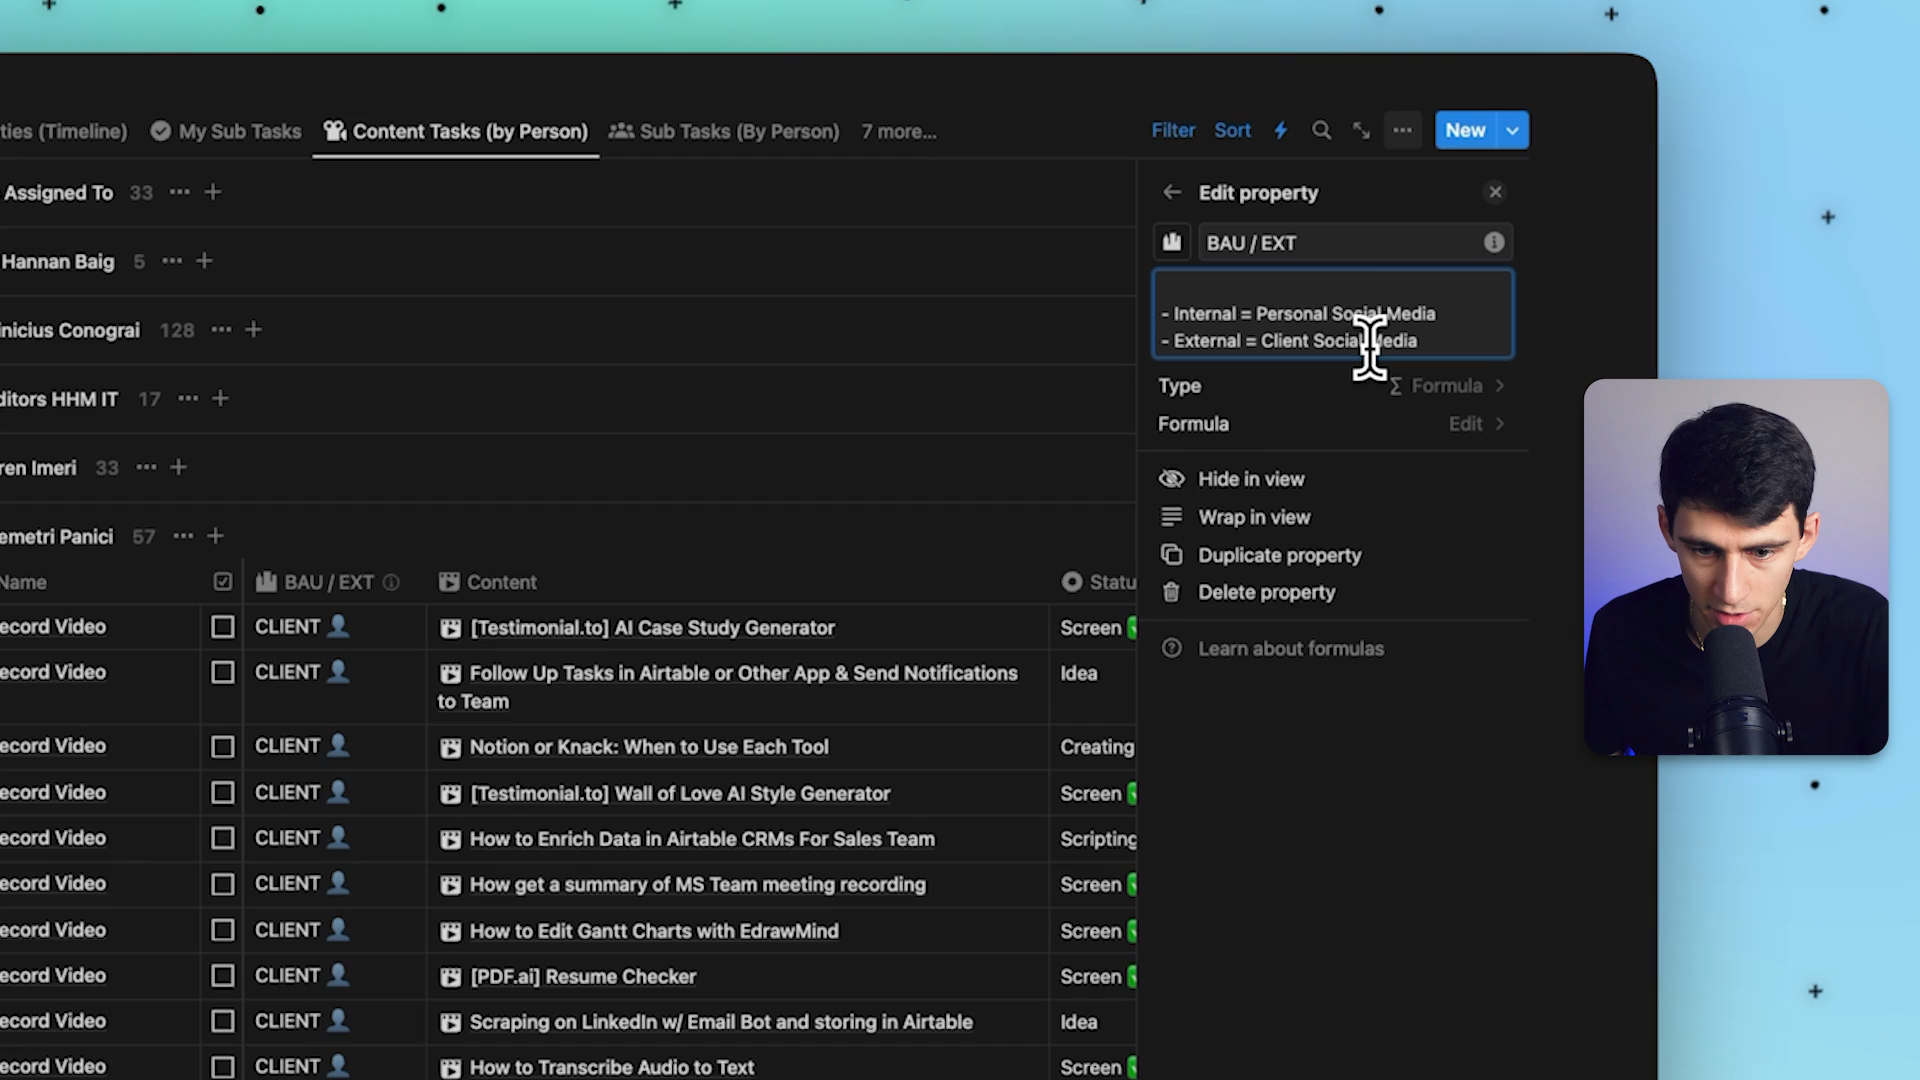 ties (Timeline) My Sub Tasks Content Tasks (by Person) Sub Tasks (By Person) 7 more... Filter Sort New
Assigned To 33
Hannan Baig 5
inicius Conograi 128
ditors HHM IT 17
ren Imeri 33
emetri Panici 57
Name BAU / EXT Content Statu
ecord Video CLIENT [Testimonial.to] AI Case Study Generator Screen
ecord Video CLIENT Follow Up Tasks in Airtable or Other App & Send Notifications Idea
to Team
ecord Video CLIENT Notion or Knack: When to Use Each Tool Creating
ecord Video CLIENT [Testimonial.to] Wall of Love AI Style Generator Screen
ecord Video CLIENT How to Enrich Data in Airtable CRMs For Sales Team Scripting
ecord Video CLIENT How get a summary of MS Team meeting recording Screen
ecord Video CLIENT How to Edit Gantt Charts with EdrawMind Screen
ecord Video CLIENT [PDF.ai] Resume Checker Screen
ecord Video CLIENT Scraping on LinkedIn w/ Email Bot and storing in Airtable Idea
ecord Video CLIENT How to Transcribe Audio to Text Screen
Edit property
BAU / EXT
- Internal = Personal Social Media
- External = Client Social Media
Type Σ Formula
Formula Edit
Hide in view
Wrap in view
Duplicate property
Delete property
Learn about formulas